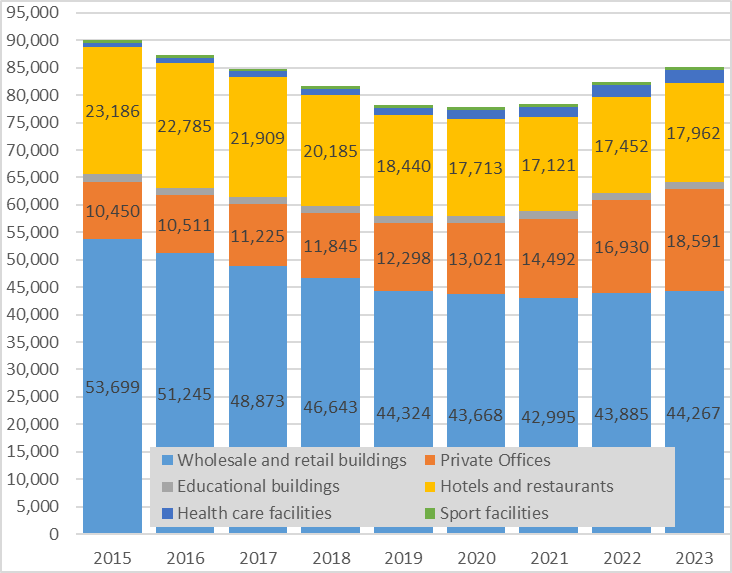 95,000
90,000
85,000
80,000
75,000
70,000
65,000
60,000
55,000
50,000
45,000
40,000
35,000
30,000
25,000
20,000
15,000
10,000
5,000
0
23,186 22,785 21,909 20,185 18,440 17,713 17,121 17,452 17,962
10,450 10,511 11,225 11,845 12,298 13,021 14,492 16,930 18,591
53,699 51,245 48,873 46,643 44,324 43,668 42,995 43,885 44,267
Wholesale and retail buildings Private Offices
Educational buildings Hotels and restaurants
Health care facilities Sport facilities
2015 2016 2017 2018 2019 2020 2021 2022 2023